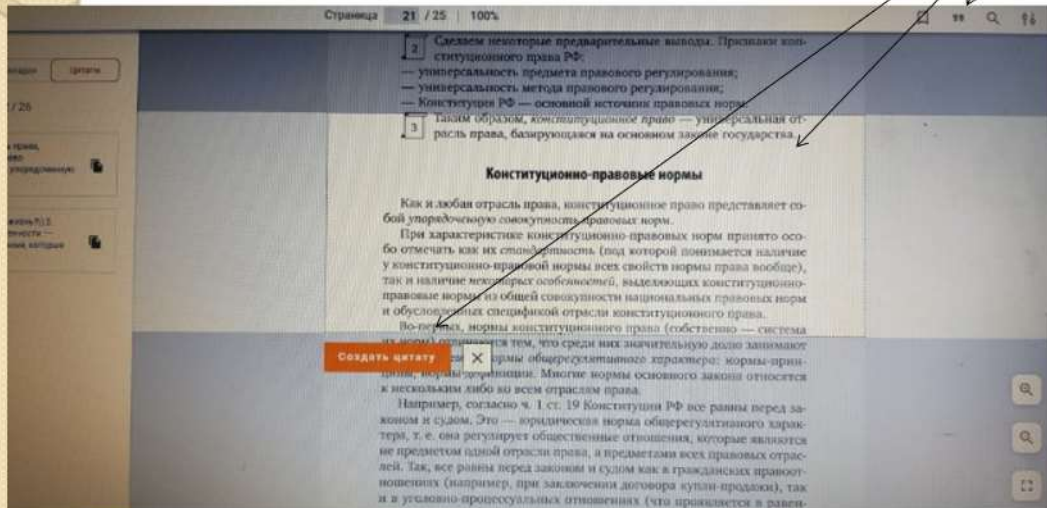 Страница 21 / 25 | 100%
Цитаты
/ 26
2 Сделаем некоторые предварительные выводы. Признаки кон-
ституционного права РФ:
— универсальность предмета правового регулирования;
— универсальность метода правового регулирования;
— Конституция РФ — основной источник правовых норм.
3 Таким образом, конституционное право — универсальная от-
расль права, базирующаяся на основном законе государства.
права,
упорядоченную
Конституционно-правовые нормы
Как и любая отрасль права, конституционное право представляет со-
бой упорядоченную совокупность правовых норм.
При характеристике конституционно-правовых норм принято осо-
бо отмечать как их стандартность (под которой понимается наличие
у конституционно-правовой нормы всех свойств нормы права вообще),
так и наличие некоторых особенностей, выделяющих конституционно-
правовые нормы из общей совокупности национальных правовых норм
и обусловленных спецификой отрасли конституционного права.
Во-первых, нормы конституционного права (собственно — система
их норм) отличается тем, что среди них значительную долю занимают
Создать цитату ×
нормы общерегулятивного характера: нормы-прин-
ципы, нормы-дефиниции. Многие нормы основного закона относятся
к нескольким либо ко всем отраслям права.
Например, согласно ч. 1 ст. 19 Конституции РФ все равны перед за-
коном и судом. Это — юридическая норма общерегулятивного харак-
тера, т. е. она регулирует общественные отношения, которые являются
не предметом одной отрасли права, а предметами всех правовых отрас-
лей. Так, все равны перед законом и судом как в гражданских правоот-
ношениях (например, при заключении договора купли-продажи), так
и в уголовно-процессуальных отношениях (что проявляется в равен-